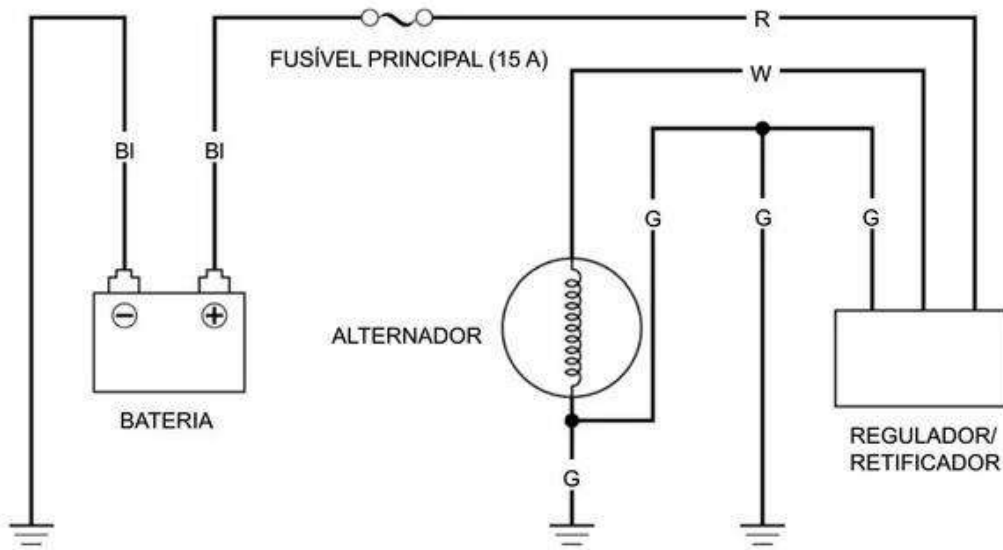 R
FUSÍVEL PRINCIPAL (15 A)
W
Bl
Bl
G
G
G
ALTERNADOR
BATERIA
REGULADOR/
RETIFICADOR
G